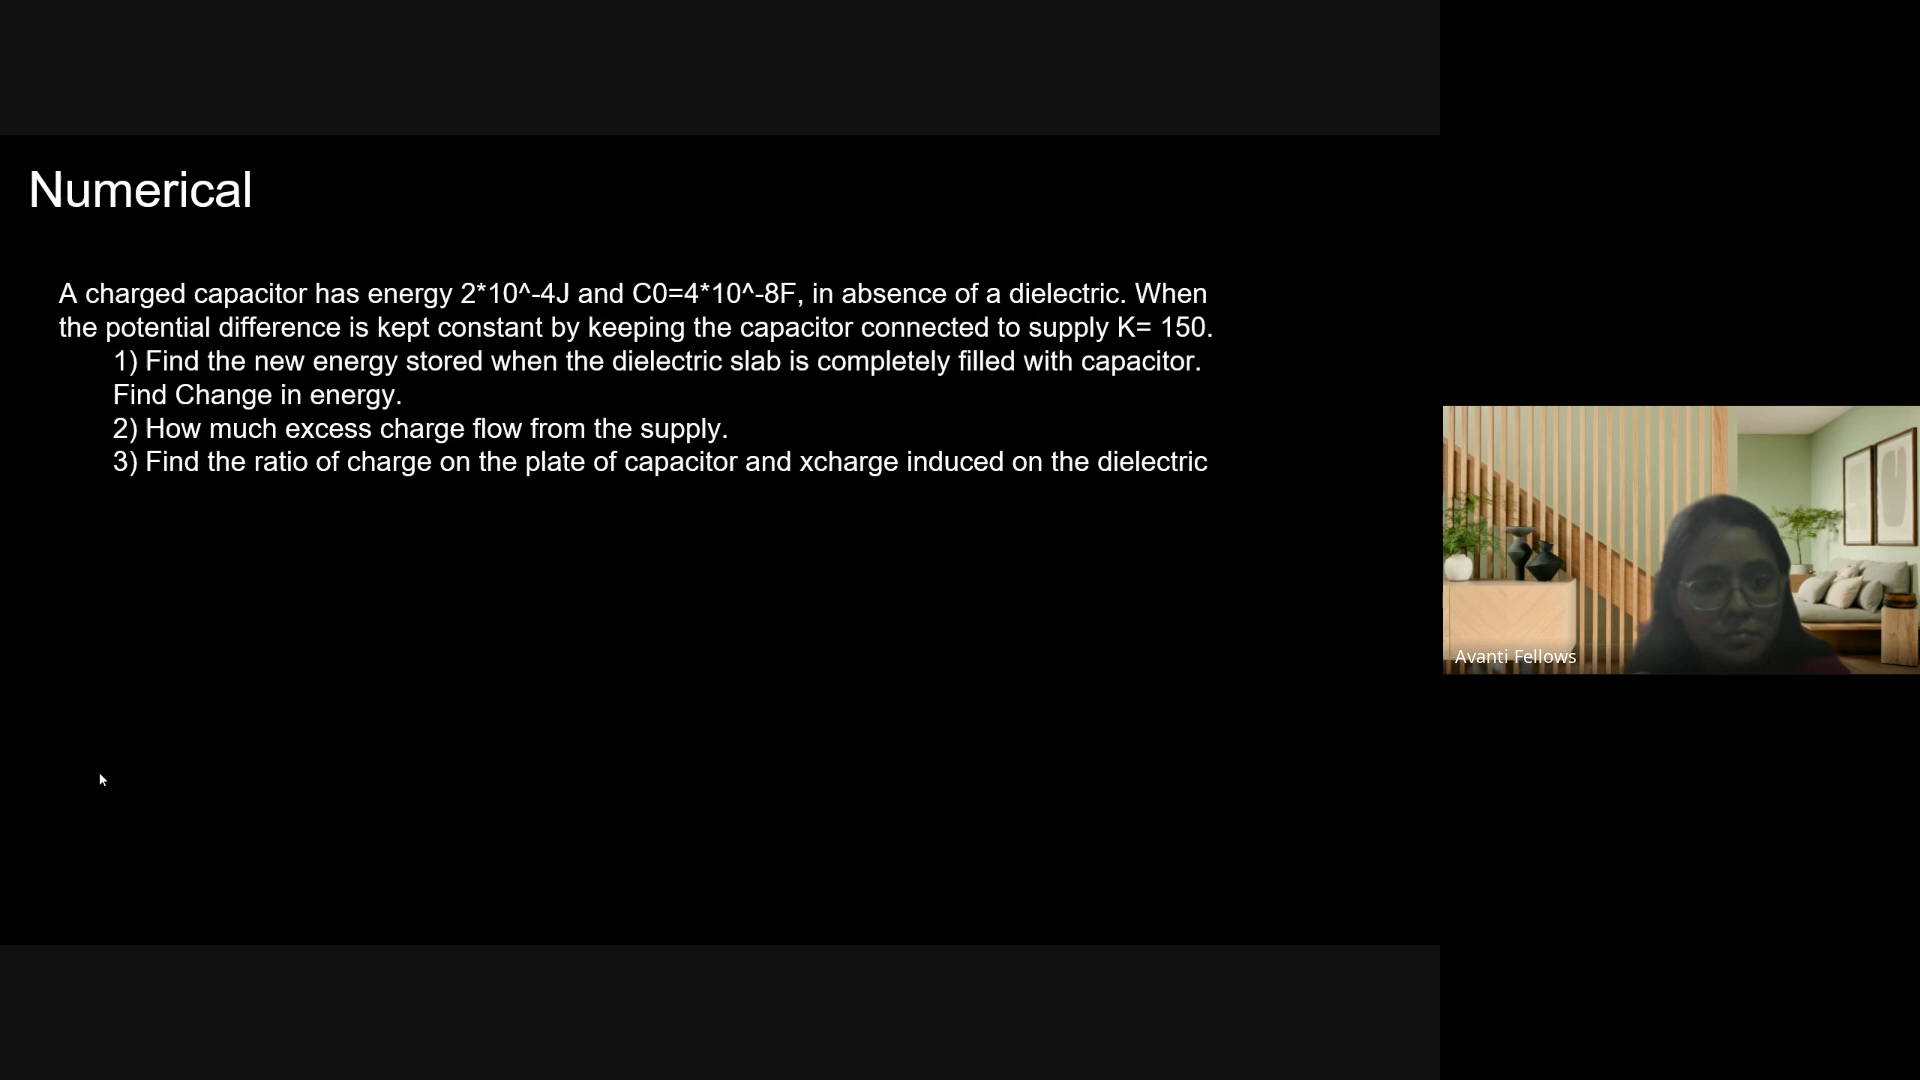 Numerical
A charged capacitor has energy 2*10^-4J and C0=4*10^-8F, in absence of a dielectric. When
the potential difference is kept constant by keeping the capacitor connected to supply K= 150.
1) Find the new energy stored when the dielectric slab is completely filled with capacitor.
Find Change in energy.
2) How much excess charge flow from the supply.
3) Find the ratio of charge on the plate of capacitor and xcharge induced on the dielectric
Avanti Fellows